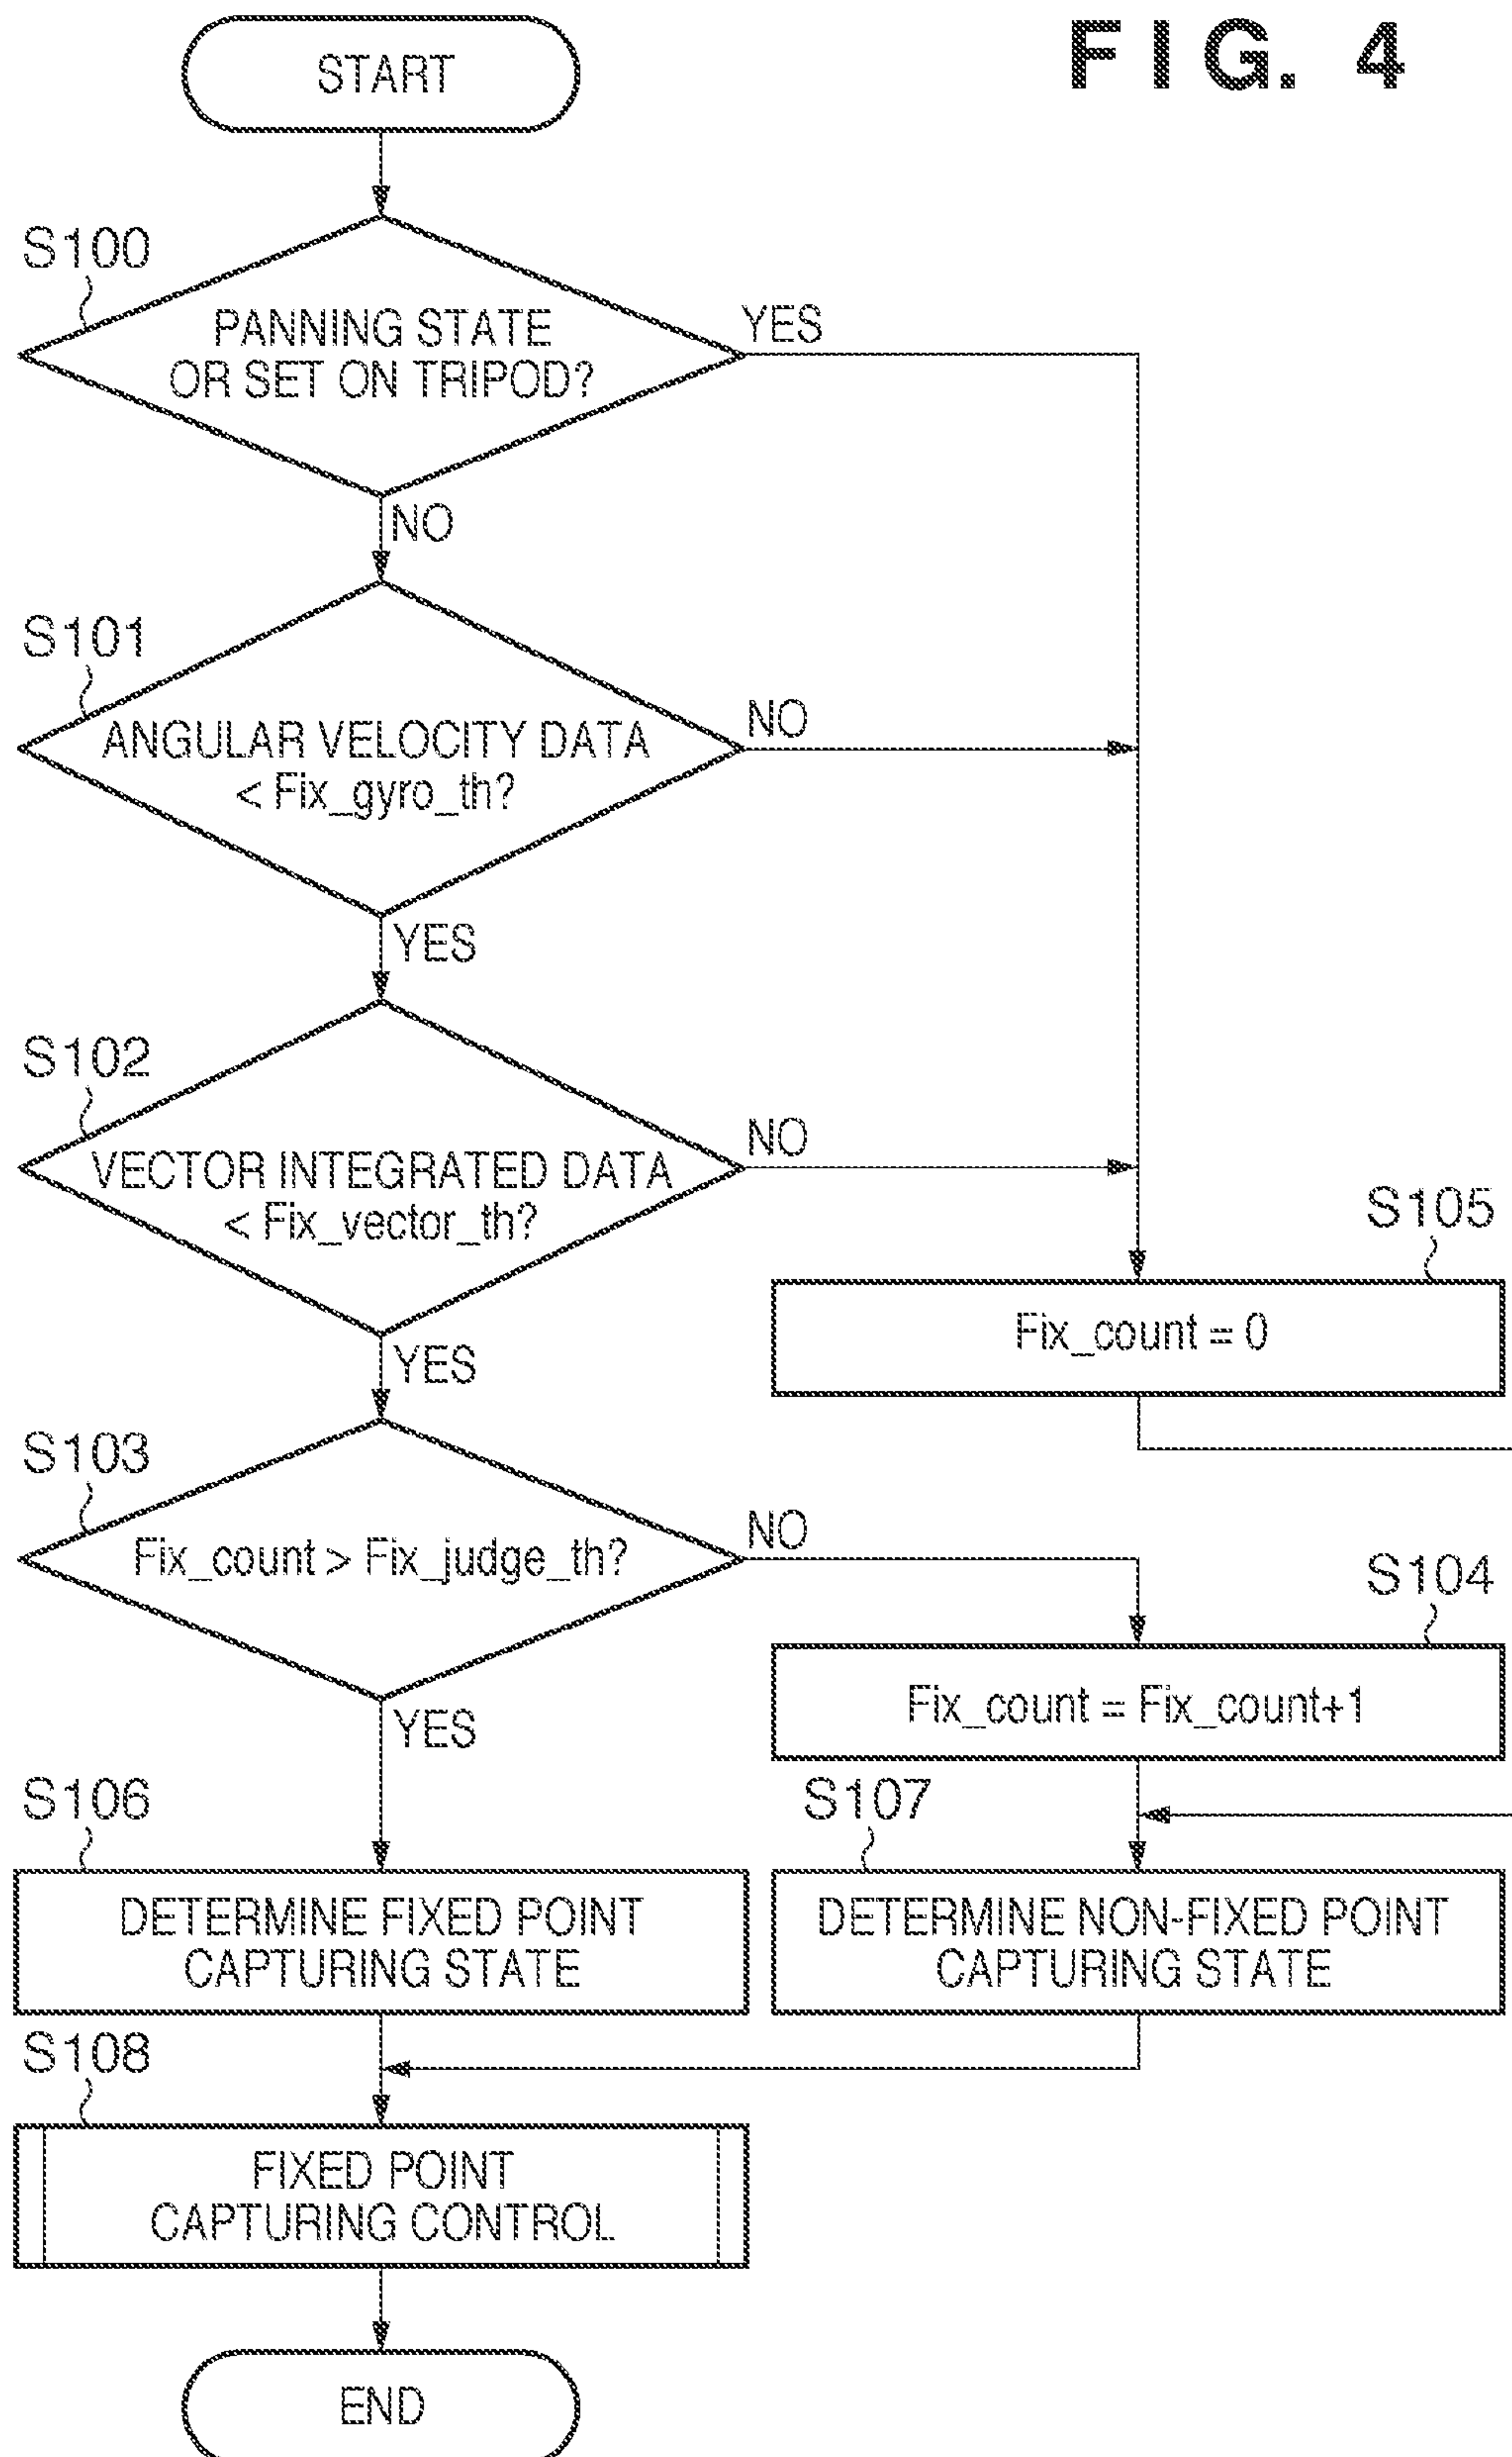 FIG. 4
START
S100
PANNING STATE
OR SET ON TRIPOD?
YES
NO
S101
ANGULAR VELOCITY DATA
< Fix_gyro_th?
NO
YES
S102
VECTOR INTEGRATED DATA
< Fix_vector_th?
NO
YES
S105
Fix_count = 0
S103
Fix_count > Fix_judge_th?
NO
YES
S104
Fix_count = Fix_count+1
S106
DETERMINE FIXED POINT
CAPTURING STATE
S107
DETERMINE NON-FIXED POINT
CAPTURING STATE
S108
FIXED POINT
CAPTURING CONTROL
END